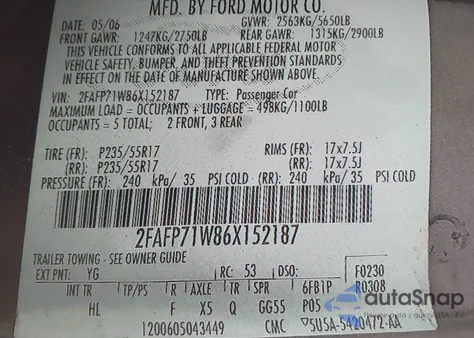 MFD. BY FORD MOTOR CO.
DATE: 05/06 GVWR: 2563KG/5650LB
FRONT GAWR: 1247KG/2750LB REAR GAWR: 1315KG/2900LB
THIS VEHICLE CONFORMS TO ALL APPLICABLE FEDERAL MOTOR
VEHICLE SAFETY, BUMPER, AND THEFT PREVENTION STANDARDS
IN EFFECT ON THE DATE OF MANUFACTURE SHOWN ABOVE.
VIN: 2FAFP71W86X152187 TYPE: Passenger Car
MAXIMUM LOAD = OCCUPANTS + LUGGAGE = 498KG/1100LB
OCCUPANTS = 5 TOTAL; 2 FRONT, 3 REAR
TIRE (FR): P235/55R17 RIMS (FR): 17x7.5J
(RR): P235/55R17 (RR): 17x7.5J
PRESSURE (FR): 240 kPa/ 35 PSI COLD (RR): 240 kPa/ 35 PSI COLD
2FAFP71W86X152187
TRAILER TOWING - SEE OWNER GUIDE
EXT PNT: YG RC: 53 DSO: F0230
INT TR TP/PS R AXLE TR SPR 6FB1P R0308
HL F X5 Q GG55 P05
1200605043449 CMC 5U5A-5420472-AA
autoSnap